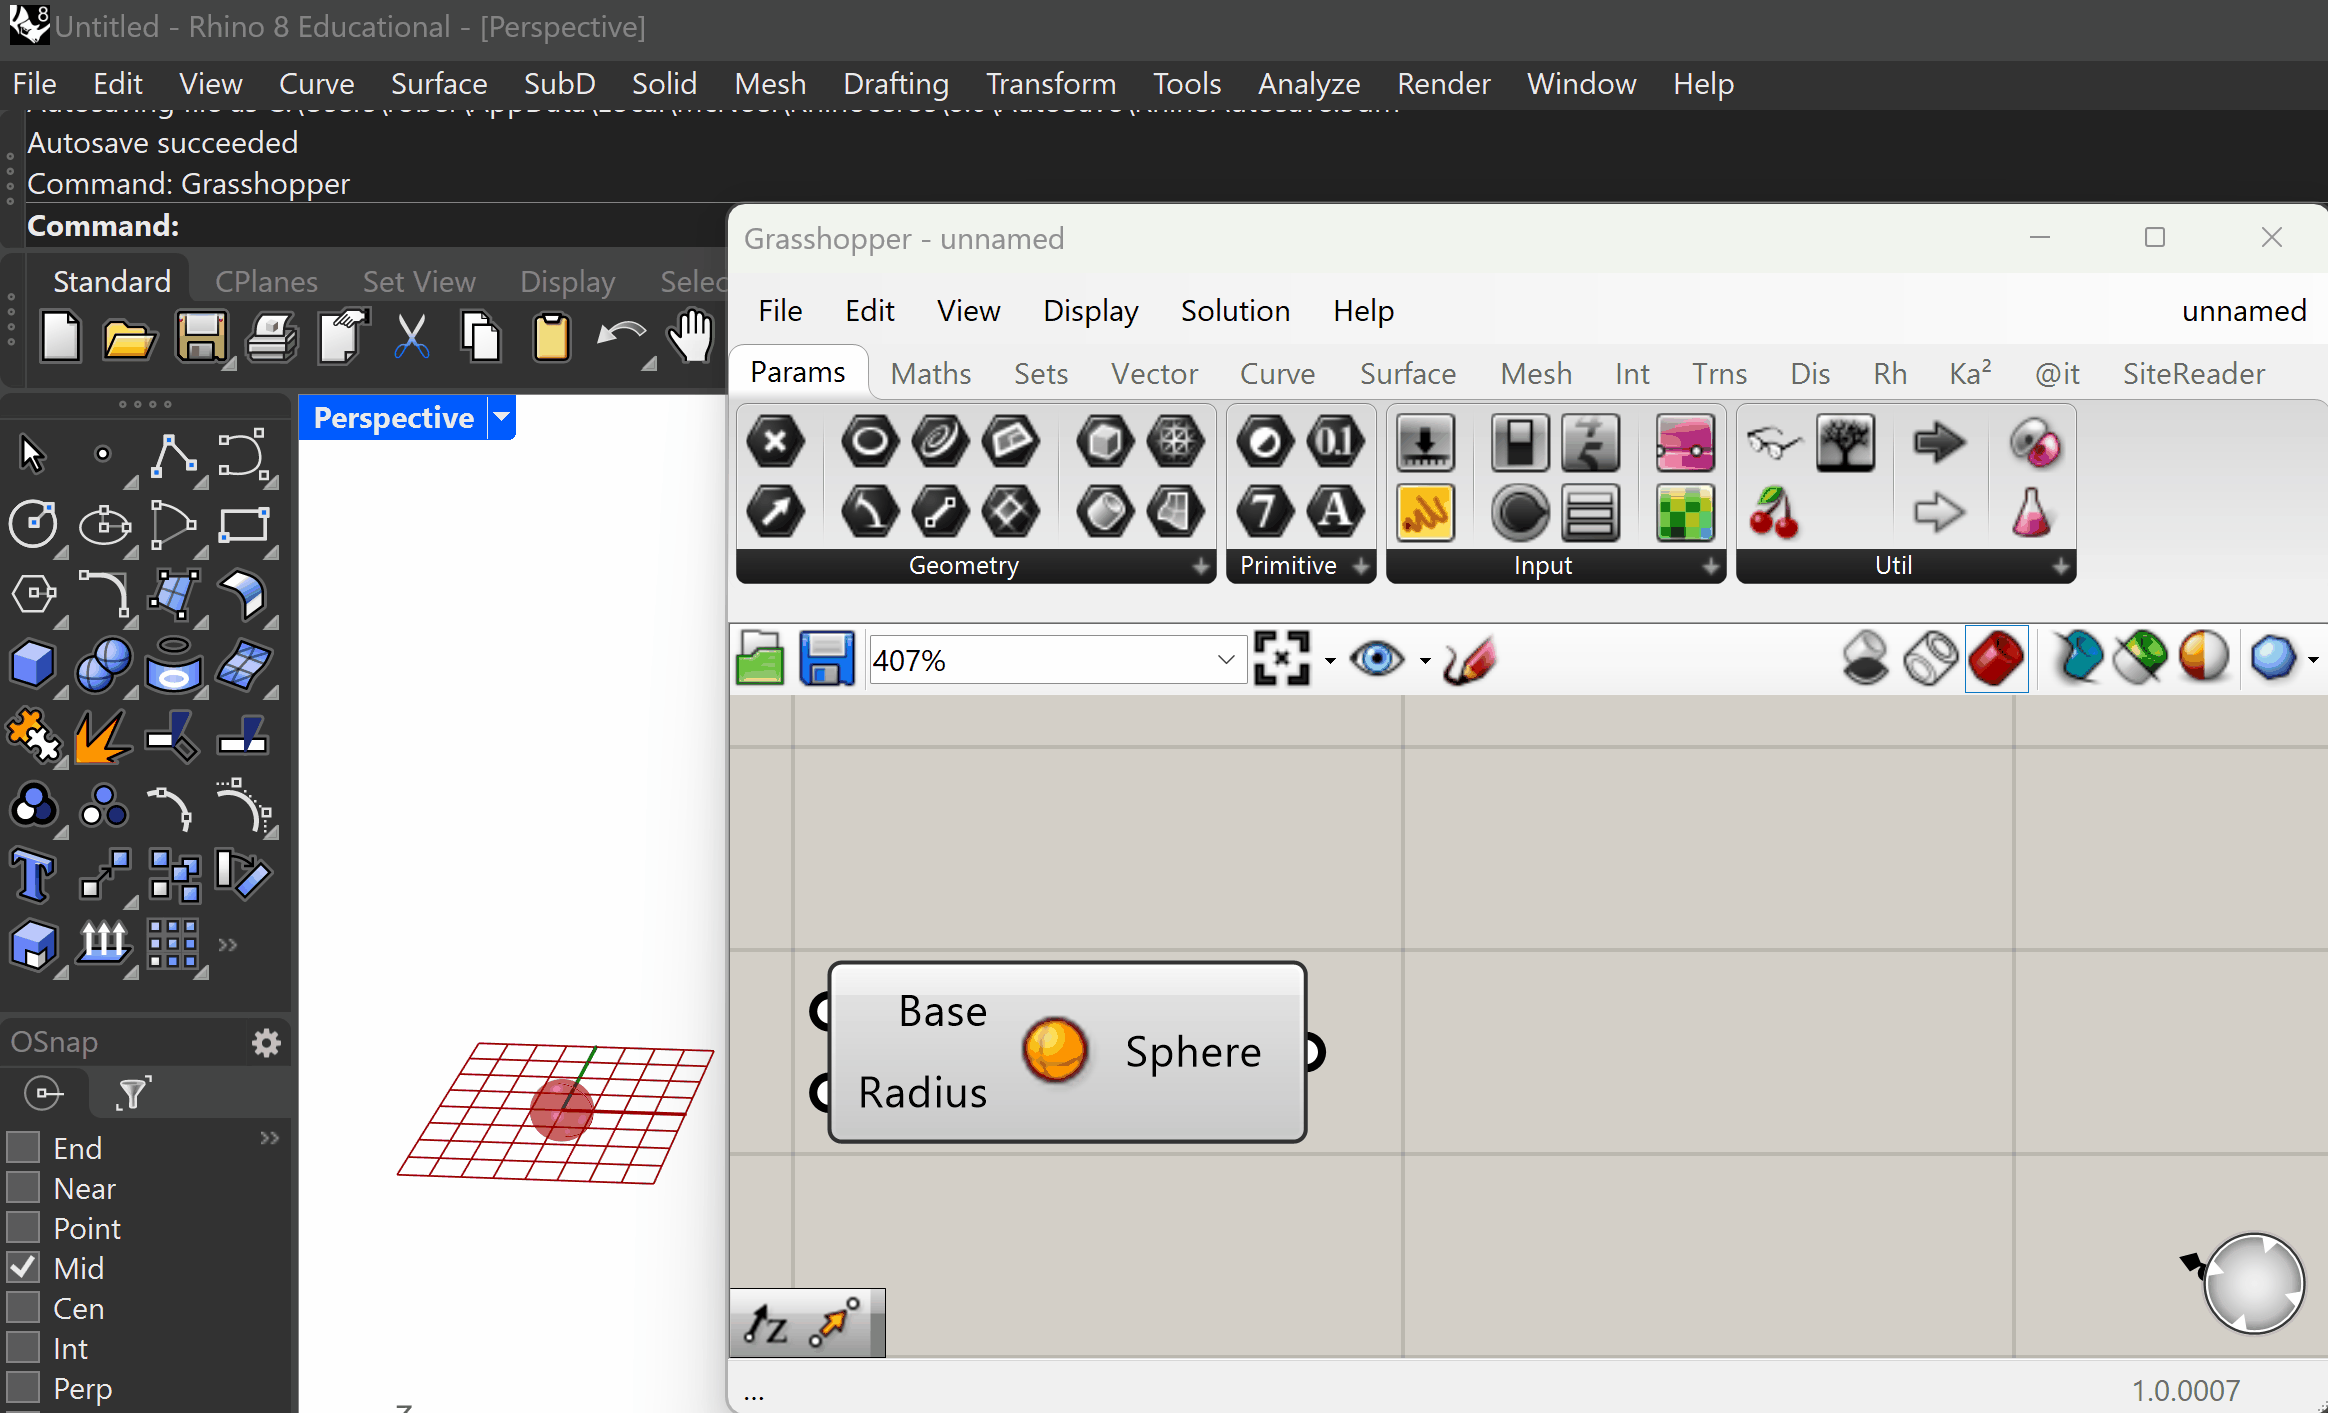 Untitled - Rhino 8 Educational - [Perspective]
File Edit View Curve Surface SubD Solid Mesh Drafting Transform Tools Analyze Render Window Help
Autosave succeeded
Command: Grasshopper
Command:
Standard CPlanes Set View Display Selec
Grasshopper - unnamed
File Edit View Display Solution Help unnamed
Params Maths Sets Vector Curve Surface Mesh Int Trns Dis Rh Ka² @it SiteReader
Geometry Primitive Input Util
407%
Perspective
Base
Radius
Sphere
OSnap
End
Near
Point
Mid
Cen
Int
Perp
Z
...
1.0.0007